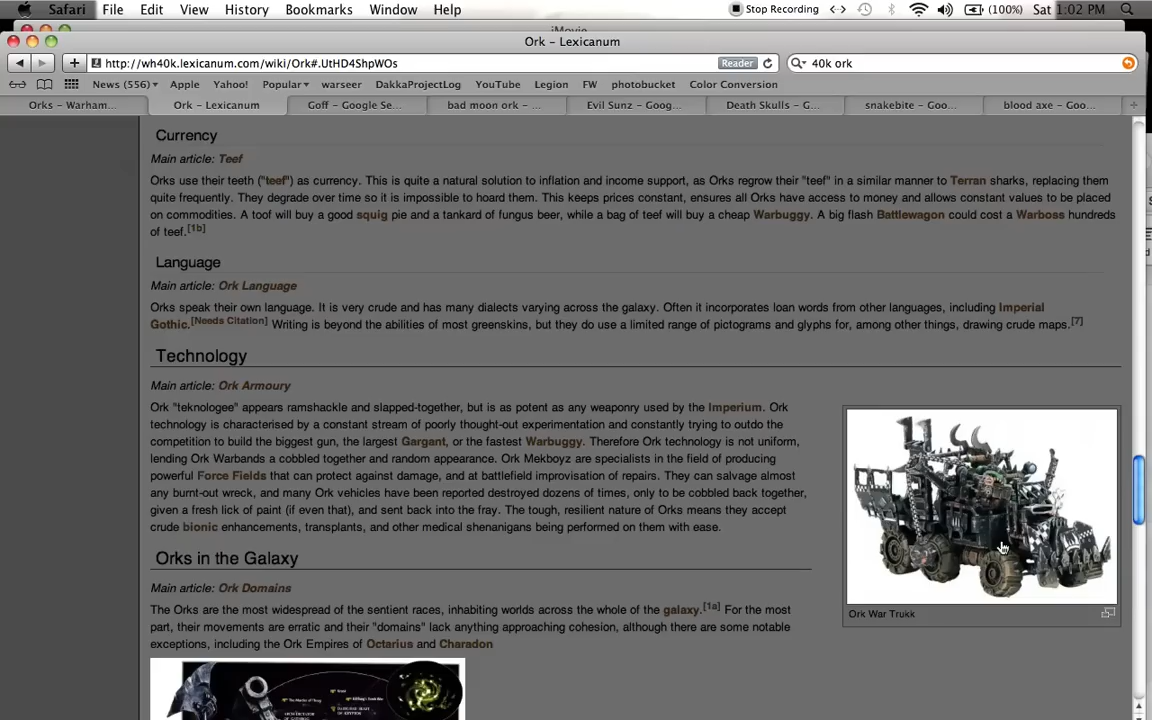 Safari File Edit View History Bookmarks Window Help Stop Recording (100%) Sat 1:02 PM
Ork – Lexicanum
http://wh40k.lexicanum.com/wiki/Ork#.UtHD4ShpWOs Reader 40k ork
News (556) Apple Yahoo! Popular warseer DakkaProjectLog YouTube Legion FW photobucket Color Conversion
Orks – Warham... Ork – Lexicanum Goff – Google Se... bad moon ork – ... Evil Sunz – Goog... Death Skulls – G... snakebite – Goo... blood axe – Goo...
Currency
Main article: Teef
Orks use their teeth ("teef") as currency. This is quite a natural solution to inflation and income support, as Orks regrow their "teef" in a similar manner to Terran sharks, replacing them
quite frequently. They degrade over time so it is impossible to hoard them. This keeps prices constant, ensures all Orks have access to money and allows constant values to be placed
on commodities. A toof will buy a good squig pie and a tankard of fungus beer, while a bag of teef will buy a cheap Warbuggy. A big flash Battlewagon could cost a Warboss hundreds
of teef.[1b]
Language
Main article: Ork Language
Orks speak their own language. It is very crude and has many dialects varying across the galaxy. Often it incorporates loan words from other languages, including Imperial
Gothic.[Needs Citation] Writing is beyond the abilities of most greenskins, but they do use a limited range of pictograms and glyphs for, among other things, drawing crude maps.[7]
Technology
Main article: Ork Armoury
Ork "teknologee" appears ramshackle and slapped-together, but is as potent as any weaponry used by the Imperium. Ork
technology is characterised by a constant stream of poorly thought-out experimentation and constantly trying to outdo the
competition to build the biggest gun, the largest Gargant, or the fastest Warbuggy. Therefore Ork technology is not uniform,
lending Ork Warbands a cobbled together and random appearance. Ork Mekboyz are specialists in the field of producing
powerful Force Fields that can protect against damage, and at battlefield improvisation of repairs. They can salvage almost
any burnt-out wreck, and many Ork vehicles have been reported destroyed dozens of times, only to be cobbled back together,
given a fresh lick of paint (if even that), and sent back into the fray. The tough, resilient nature of Orks means they accept
crude bionic enhancements, transplants, and other medical shenanigans being performed on them with ease.
Ork War Trukk
Orks in the Galaxy
Main article: Ork Domains
The Orks are the most widespread of the sentient races, inhabiting worlds across the whole of the galaxy.[1a] For the most
part, their movements are erratic and their "domains" lack anything approaching cohesion, although there are some notable
exceptions, including the Ork Empires of Octarius and Charadon